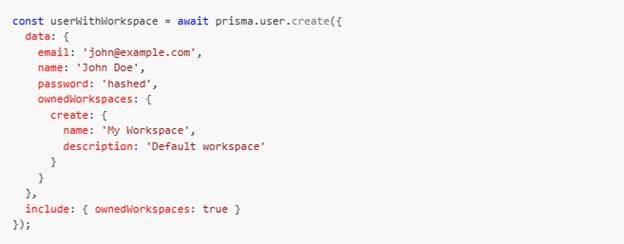 const userWithWorkspace = await prisma.user.create({
  data: {
    email: 'john@example.com',
    name: 'John Doe',
    password: 'hashed',
    ownedWorkspaces: {
      create: {
        name: 'My Workspace',
        description: 'Default workspace'
      }
    }
  },
  include: { ownedWorkspaces: true }
});